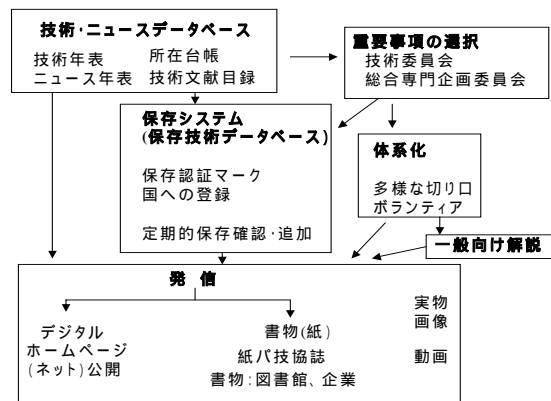 技術・ニュースデータベース
技術年表 所在台帳
ニュース年表 技術文献目録
重要事項の選択
技術委員会
総合専門企画委員会
保存システム
(保存技術データベース)
保存認証マーク
国への登録
定期的保存確認・追加
体系化
多様な切り口
ボランティア
一般向け解説
発 信
デジタル
ホームページ
(ネット)公開
書物(紙)
紙パ技協誌
書物:図書館、企業
実物
画像
動画